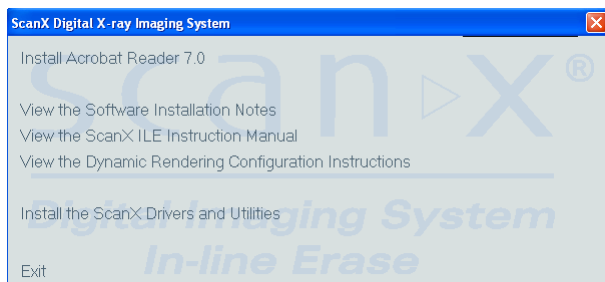 ScanX Digital X-ray Imaging System
Install Acrobat Reader 7.0
scan X®
View the Software Installation Notes
View the ScanX ILE Instruction Manual
View the Dynamic Rendering Configuration Instructions
Install the ScanX Drivers and Utilities
Digital Imaging System
In-line Erase
Exit